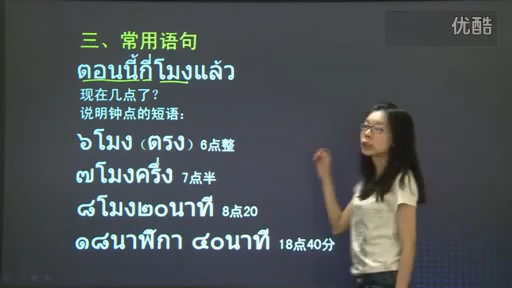 优酷
三、常用语句
ตอนนี้กี่โมงแล้ว
现在几点了?
说明钟点的短语:
๖โมง (ตรง) 6点整
๗โมงครึ่ง 7点半
๘โมง๒๐นาที 8点20
๑๘นาฬิกา ๔๐นาที 18点40分